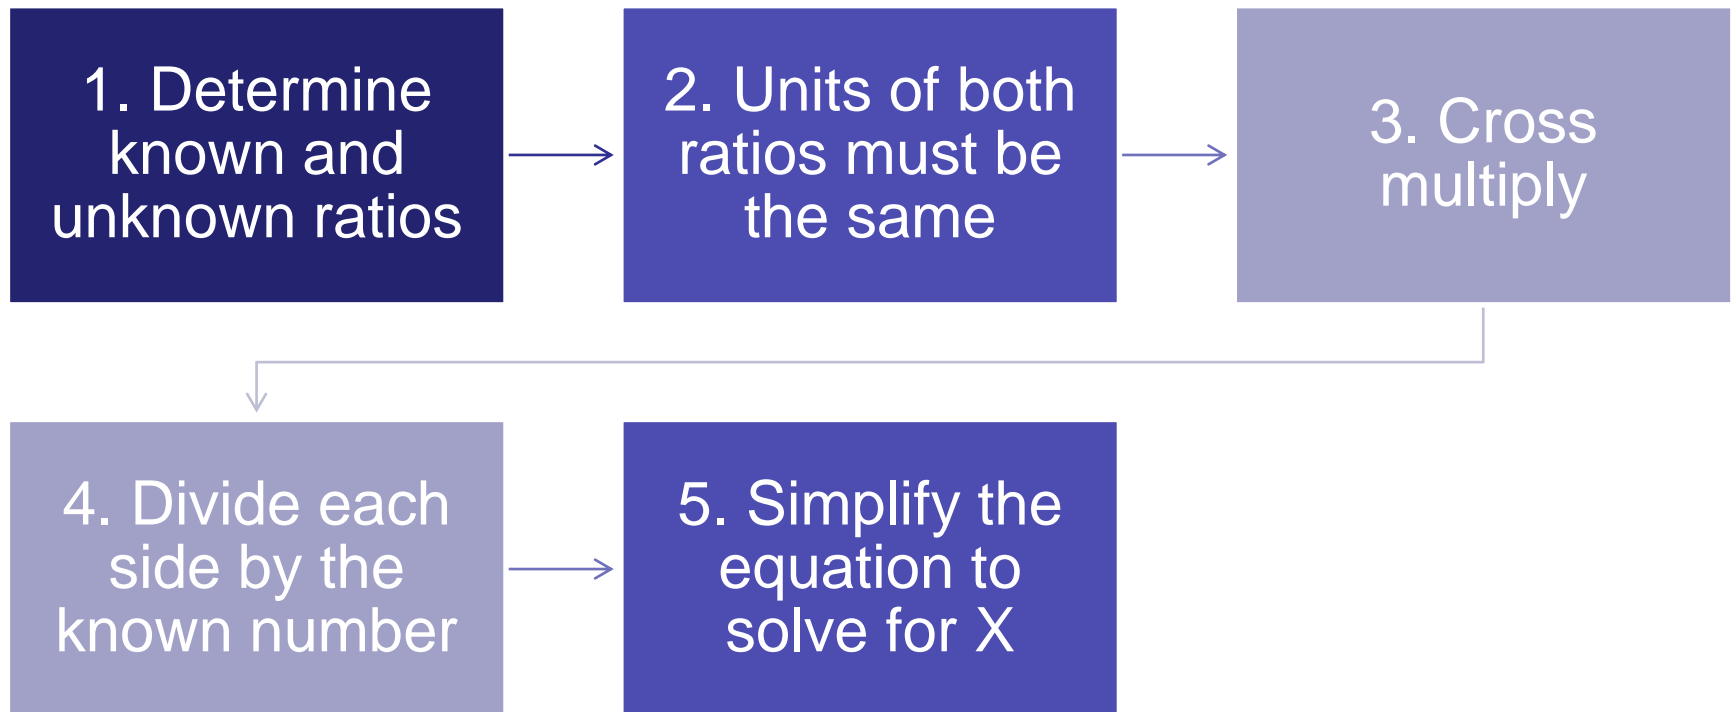 1. Determine
known and
unknown ratios
2. Units of both
ratios must be
the same
3. Cross
multiply
4. Divide each
side by the
known number
5. Simplify the
equation to
solve for X